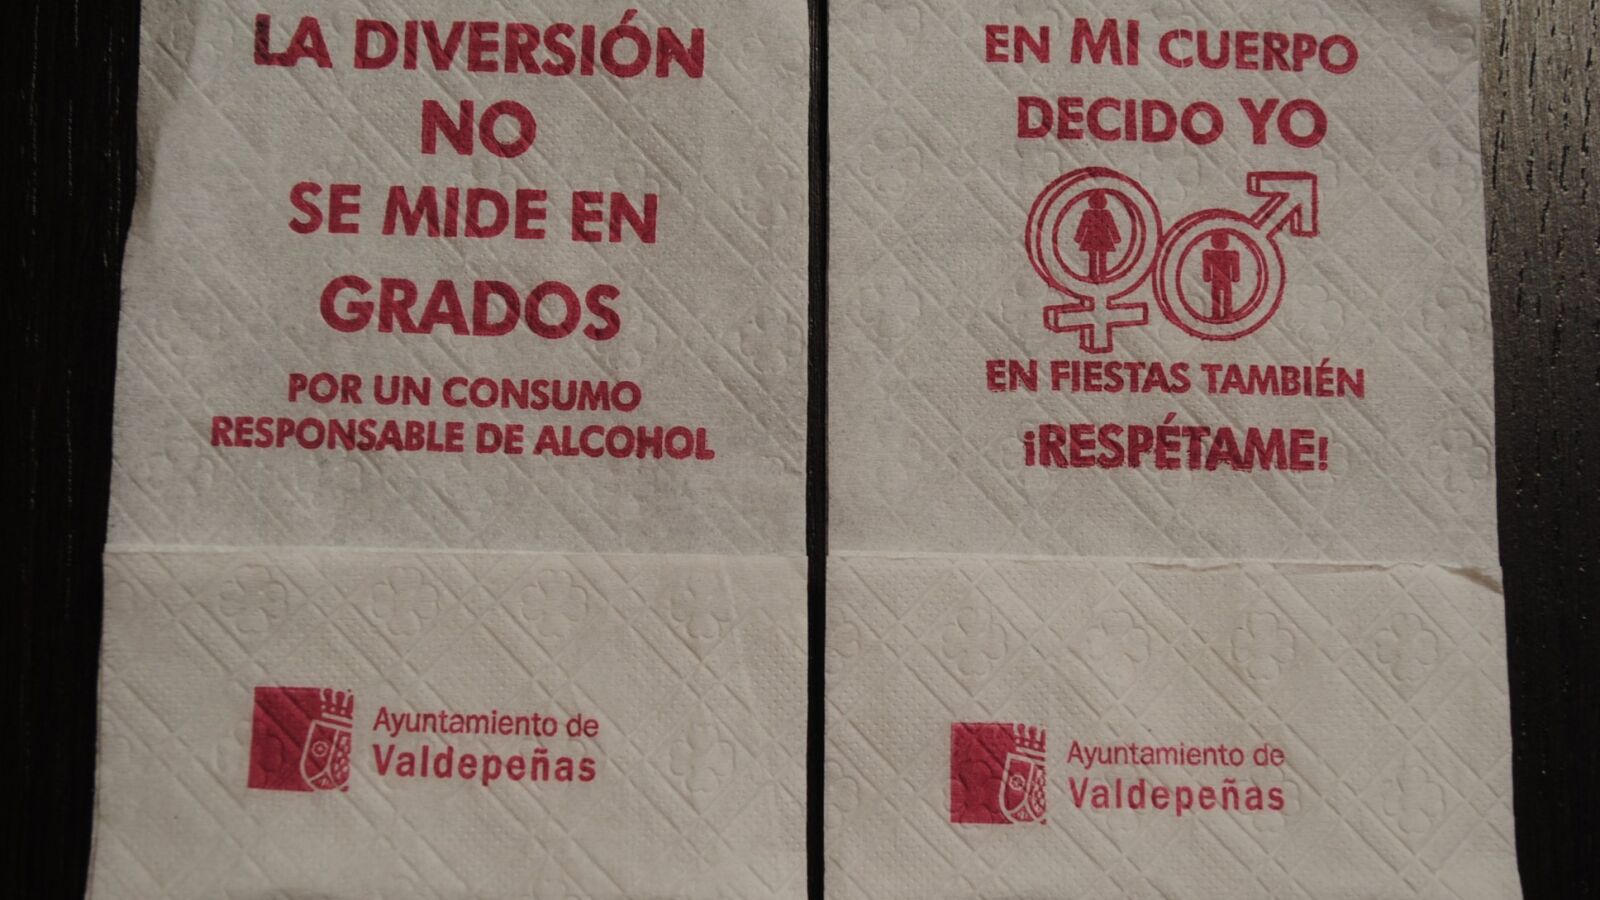 LA DIVERSIÓN
NO
SE MIDE EN
GRADOS
POR UN CONSUMO
RESPONSABLE DE ALCOHOL
Ayuntamiento de
Valdepeñas
EN MI CUERPO
DECIDO YO
EN FIESTAS TAMBIÉN
¡RESPÉTAME!
Ayuntamiento de
Valdepeñas